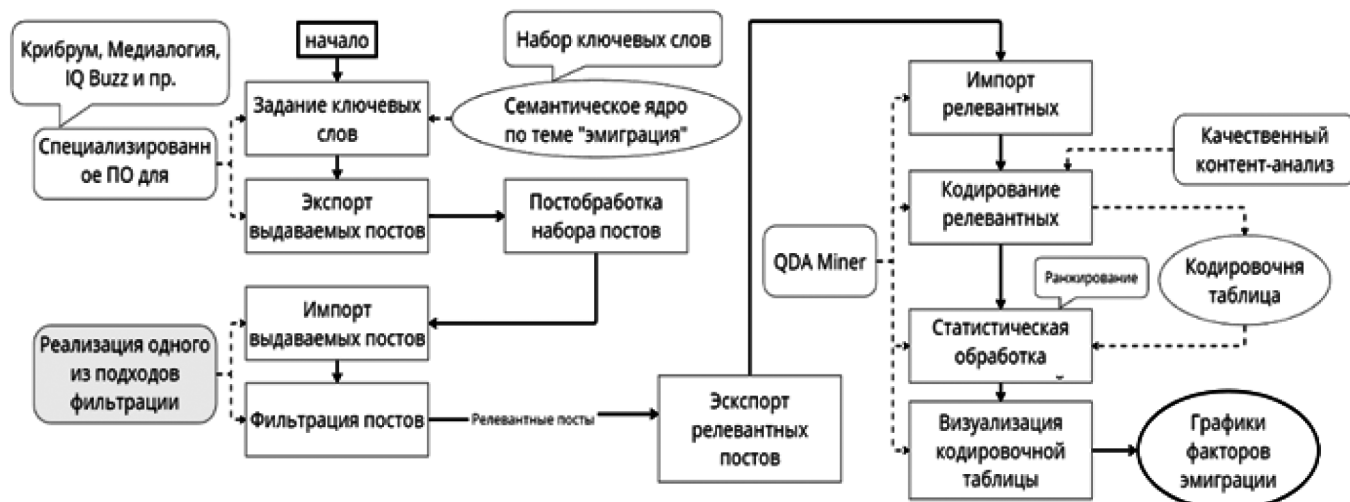 Крибрум, Медиалогия,
IQ Buzz и пр.
Специализированн
ое ПО для
начало
Задание ключевых
слов
Набор ключевых слов
Семантическое ядро
по теме "эмиграция"
Экспорт
выдаваемых постов
Постобработка
набора постов
Импорт
выдаваемых постов
Реализация одного
из подходов
фильтрации
Фильтрация постов
Релевантные посты
Эскспорт
релевантных
постов
Импорт
релевантных
Качественный
контент-анализ
Кодирование
релевантных
QDA Miner
Ранжирование
Кодировочня
таблица
Статистическая
обработка
Визуализация
кодировочной
таблицы
Графики
факторов
эмиграции